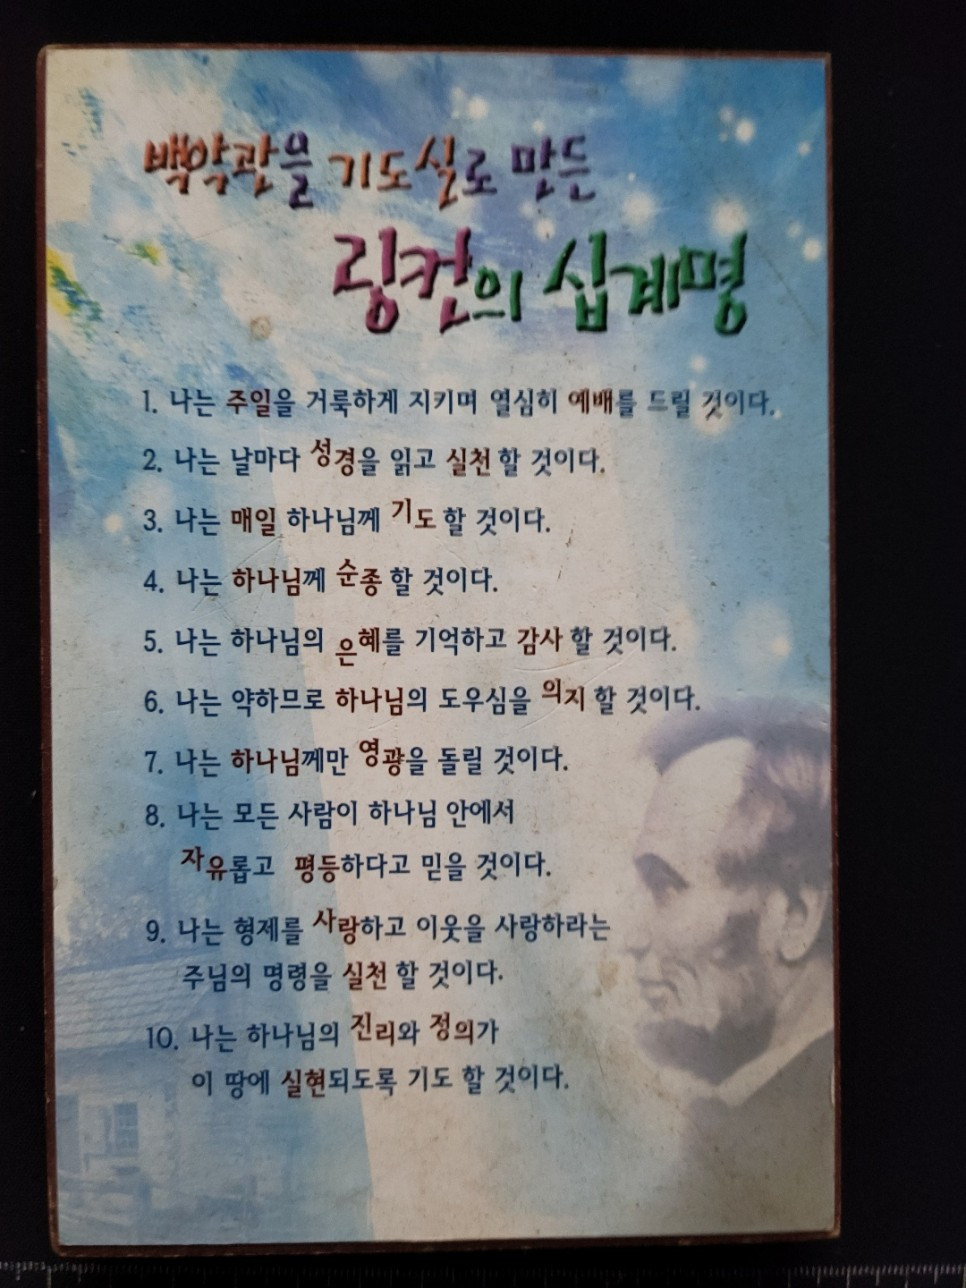 백악관을 기도실로 만든
링컨의 십계명
1. 나는 주일을 거룩하게 지키며 열심히 예배를 드릴 것이다.
2. 나는 날마다 성경을 읽고 실천 할 것이다.
3. 나는 매일 하나님께 기도 할 것이다.
4. 나는 하나님께 순종 할 것이다.
5. 나는 하나님의 은혜를 기억하고 감사 할 것이다.
6. 나는 약하므로 하나님의 도우심을 의지 할 것이다.
7. 나는 하나님께만 영광을 돌릴 것이다.
8. 나는 모든 사람이 하나님 안에서
자유롭고 평등하다고 믿을 것이다.
9. 나는 형제를 사랑하고 이웃을 사랑하라는
주님의 명령을 실천 할 것이다.
10. 나는 하나님의 진리와 정의가
이 땅에 실현되도록 기도 할 것이다.